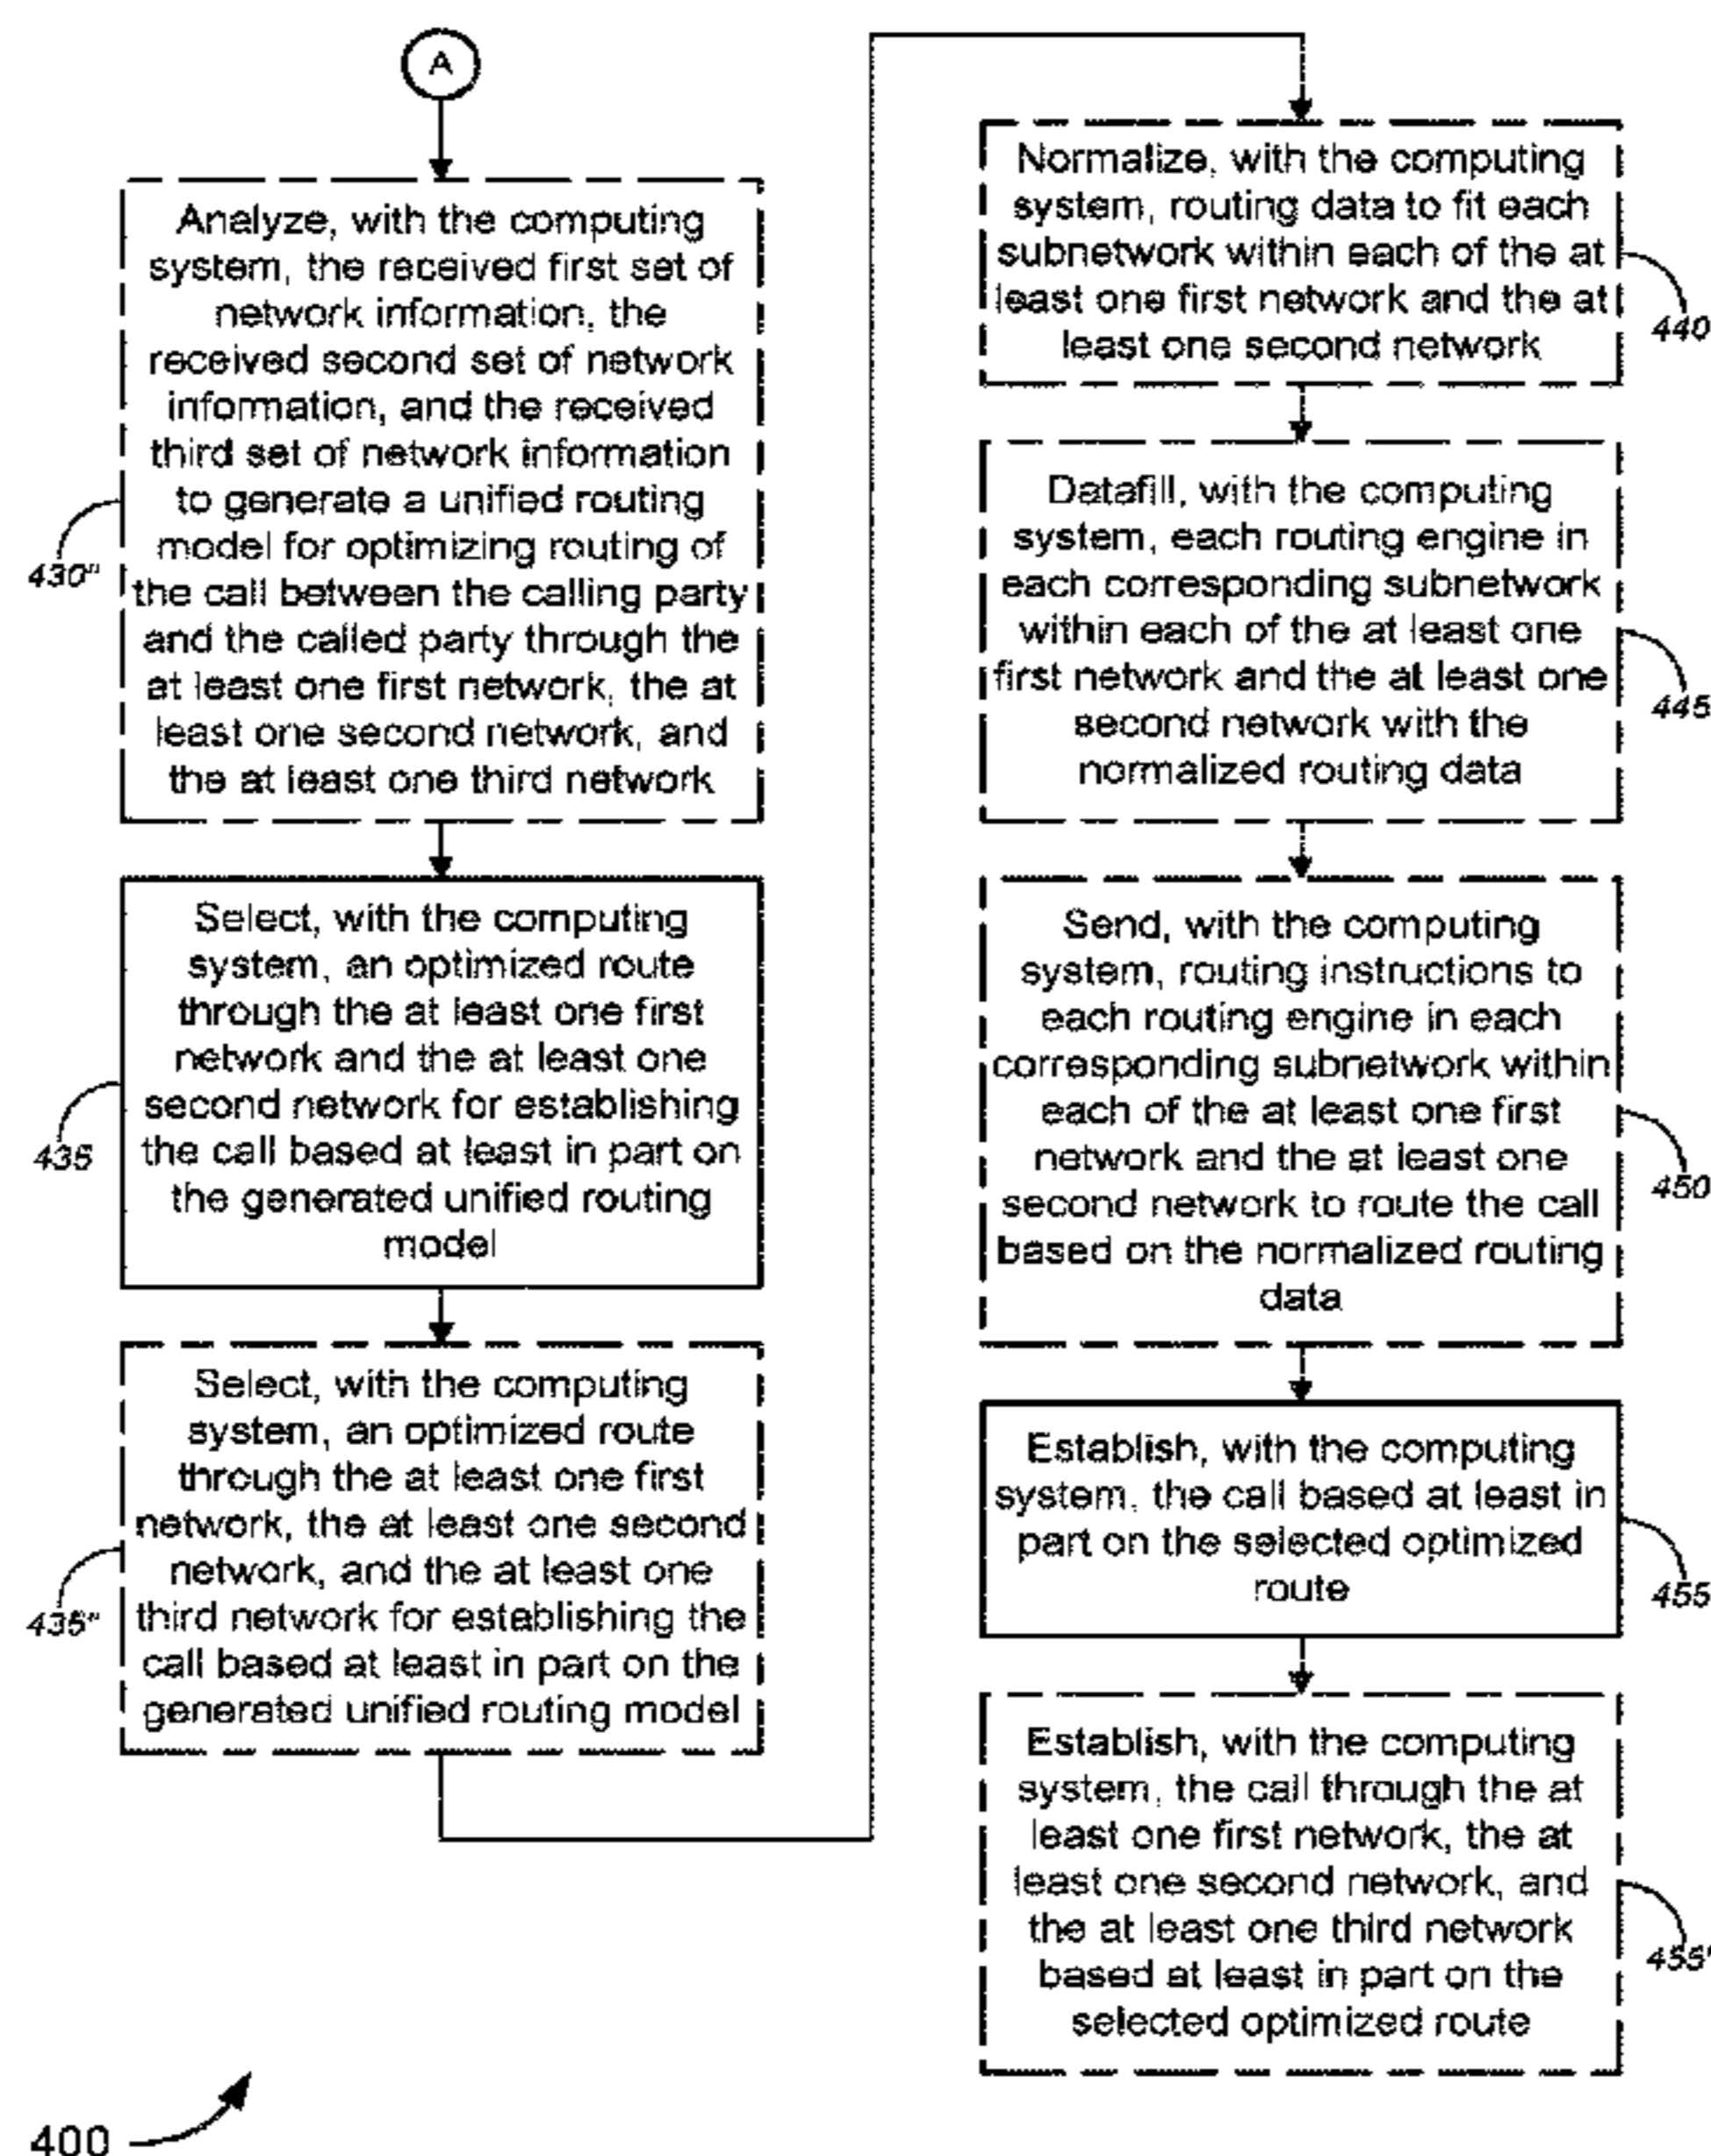 A
Analyze, with the computing
system, the received first set of
network information, the
received second set of network
information, and the received
third set of network information
to generate a unified routing
model for optimizing routing of
the call between the calling party
and the called party through the
at least one first network, the at
least one second network, and
the at least one third network
430"
Select, with the computing
system, an optimized route
through the at least one first
network and the at least one
second network for establishing
the call based at least in part on
the generated unified routing
model
435
Select, with the computing
system, an optimized route
through the at least one first
network, the at least one second
network, and the at least one
third network for establishing the
call based at least in part on the
generated unified routing model
435"
Normalize, with the computing
system, routing data to fit each
subnetwork within each of the at
least one first network and the at
least one second network
440
Datafill, with the computing
system, each routing engine in
each corresponding subnetwork
within each of the at least one
first network and the at least one
second network with the
normalized routing data
445
Send, with the computing
system, routing instructions to
each routing engine in each
corresponding subnetwork within
each of the at least one first
network and the at least one
second network to route the call
based on the normalized routing
data
450
Establish, with the computing
system, the call based at least in
part on the selected optimized
route
455
Establish, with the computing
system, the call through the at
least one first network, the at
least one second network, and
the at least one third network
based at least in part on the
selected optimized route
455'
400